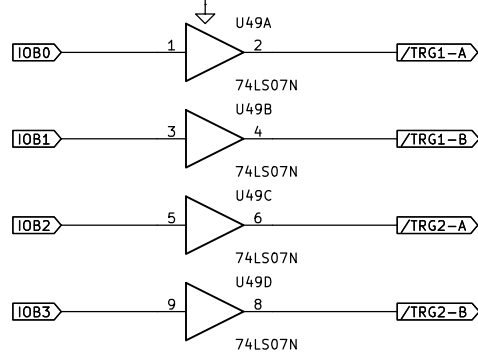 U49A
IOB0 1 2 /TRG1-A
74LS07N
U49B
IOB1 3 4 /TRG1-B
74LS07N
U49C
IOB2 5 6 /TRG2-A
74LS07N
U49D
IOB3 9 8 /TRG2-B
74LS07N